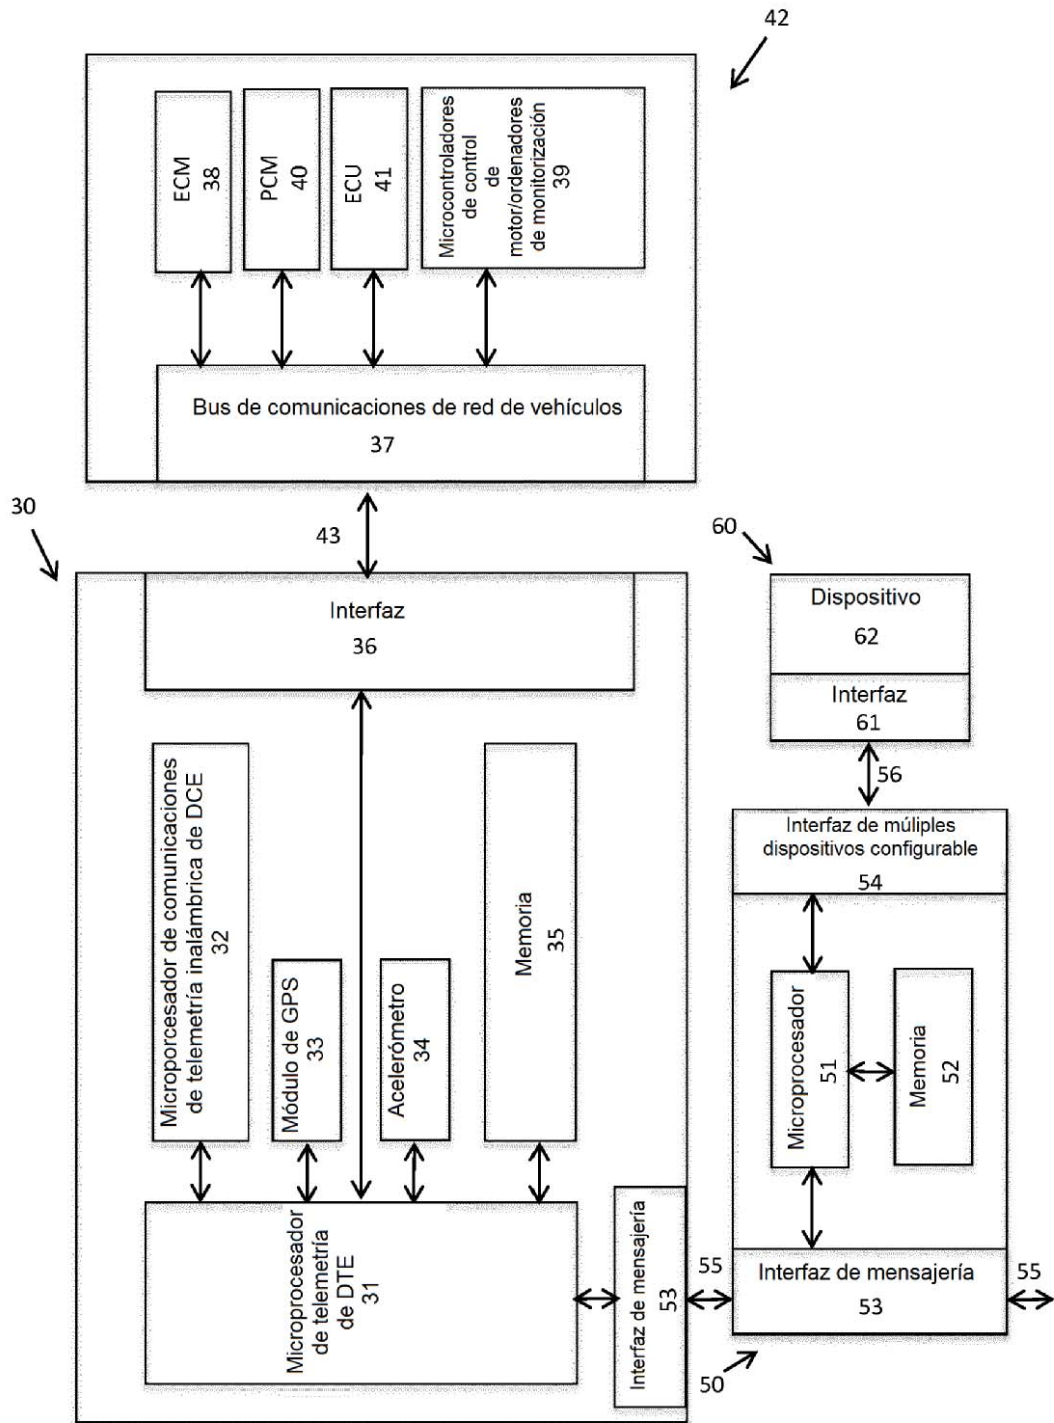 42
ECM
38
PCM
40
ECU
41
Microcontroladores
de control
de
motor/ordenadores
de monitorización
39
Bus de comunicaciones de red de vehículos
37
30
43
60
Interfaz
36
Dispositivo
62
Interfaz
61
56
Microporcesador de comunicaciones
de telemetría inalámbrica de DCE
32
Módulo de GPS
33
Acelerómetro
34
Memoria
35
Interfaz de múliples
dispositivos configurable
54
Microprocesador
51
Memoria
52
Microprocesador
de telemetría
de DTE
31
Interfaz de mensajería
53
55
Interfaz de mensajería
53
55
50